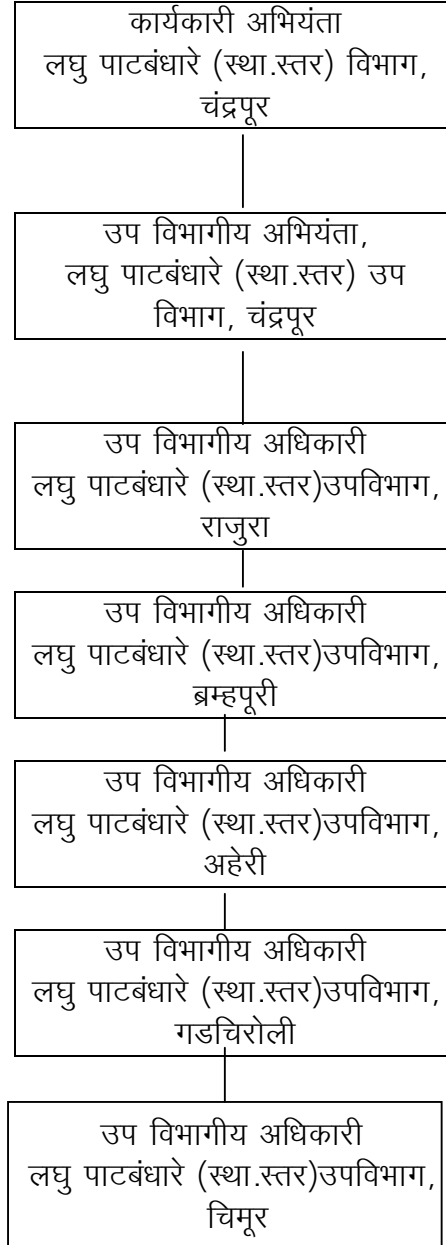 कार्यकारी अभियंता
लघु पाटबंधारे (स्था.स्तर) विभाग,
चंद्रपूर
उप विभागीय अभियंता,
लघु पाटबंधारे (स्था.स्तर) उप
विभाग, चंद्रपूर
उप विभागीय अधिकारी
लघु पाटबंधारे (स्था.स्तर)उपविभाग,
राजुरा
उप विभागीय अधिकारी
लघु पाटबंधारे (स्था.स्तर)उपविभाग,
ब्रम्हपूरी
उप विभागीय अधिकारी
लघु पाटबंधारे (स्था.स्तर)उपविभाग,
अहेरी
उप विभागीय अधिकारी
लघु पाटबंधारे (स्था.स्तर)उपविभाग,
गडचिरोली
उप विभागीय अधिकारी
लघु पाटबंधारे (स्था.स्तर)उपविभाग,
चिमूर